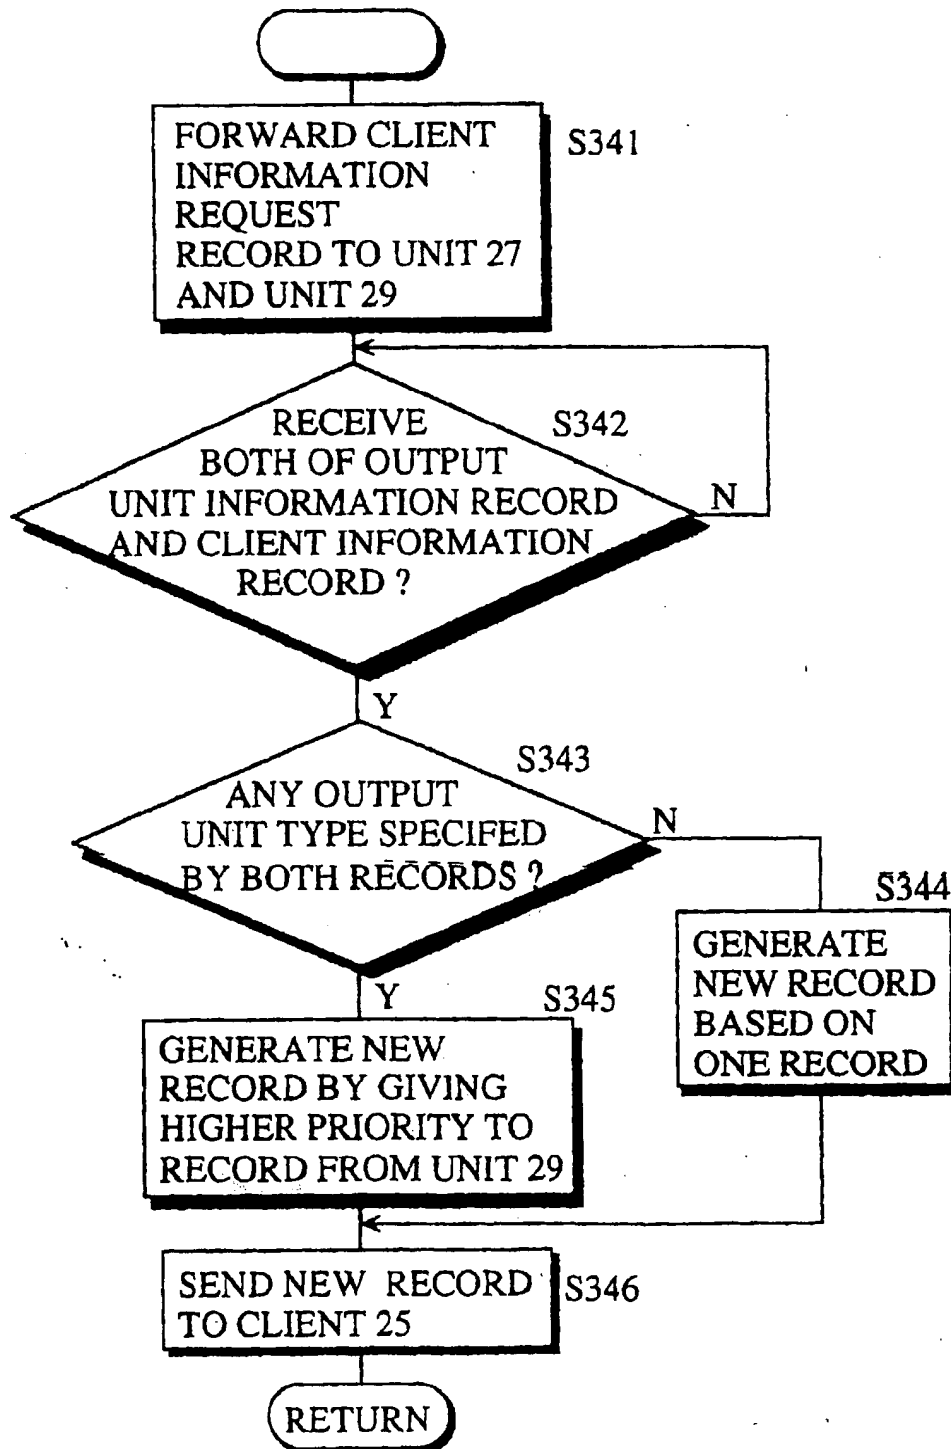 FORWARD CLIENT
INFORMATION
REQUEST
RECORD TO UNIT 27
AND UNIT 29
S341
RECEIVE
BOTH OF OUTPUT
UNIT INFORMATION RECORD
AND CLIENT INFORMATION
RECORD ?
S342
N
Y
ANY OUTPUT
UNIT TYPE SPECIFED
BY BOTH RECORDS ?
S343
N
S344
GENERATE
NEW RECORD
BASED ON
ONE RECORD
Y
S345
GENERATE NEW
RECORD BY GIVING
HIGHER PRIORITY TO
RECORD FROM UNIT 29
SEND NEW RECORD
TO CLIENT 25
S346
RETURN